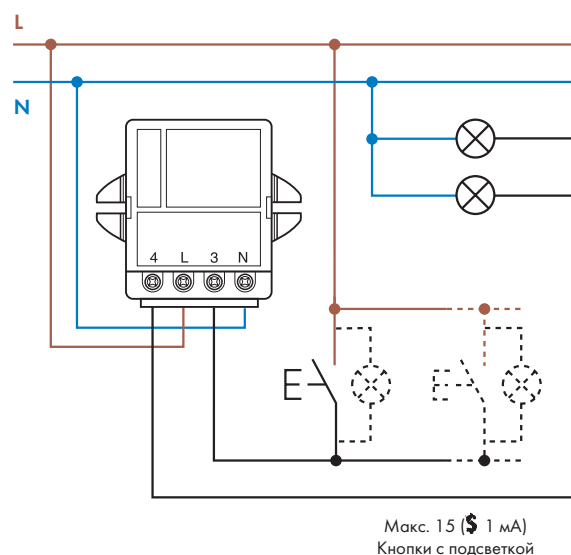 L
N
4 L 3 N
Макс. 15 ($ 1 мА)
Кнопки с подсветкой